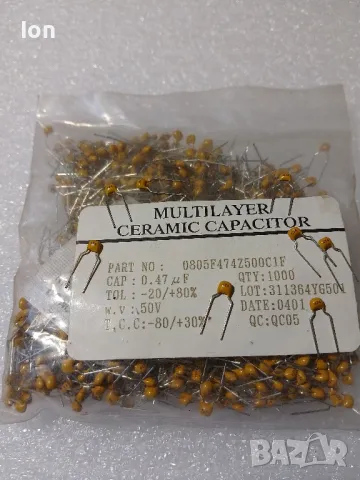 Ion
MULTILAYER
CERAMIC CAPACITOR
PART NO: 0805F474Z500C1F
CAP: 0.47μF QTY:1000
TOL: -20/+80% LOT:311364YG501
W.V.:50V DATE:0401
T.C.C:-80/+30% QC:QC05
BAZAR